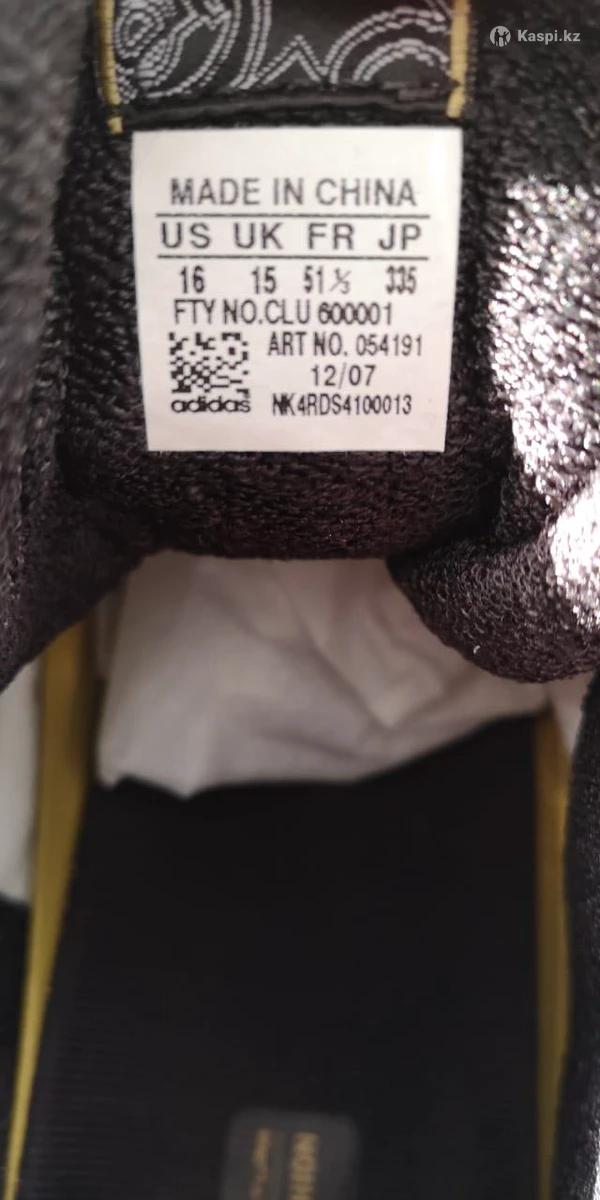 Kaspi.kz
MADE IN CHINA
US UK FR JP
16 15 51⅓ 335
FTY NO.CLU 600001
ART NO. 054191
12/07
adidas NK4RDS4100013